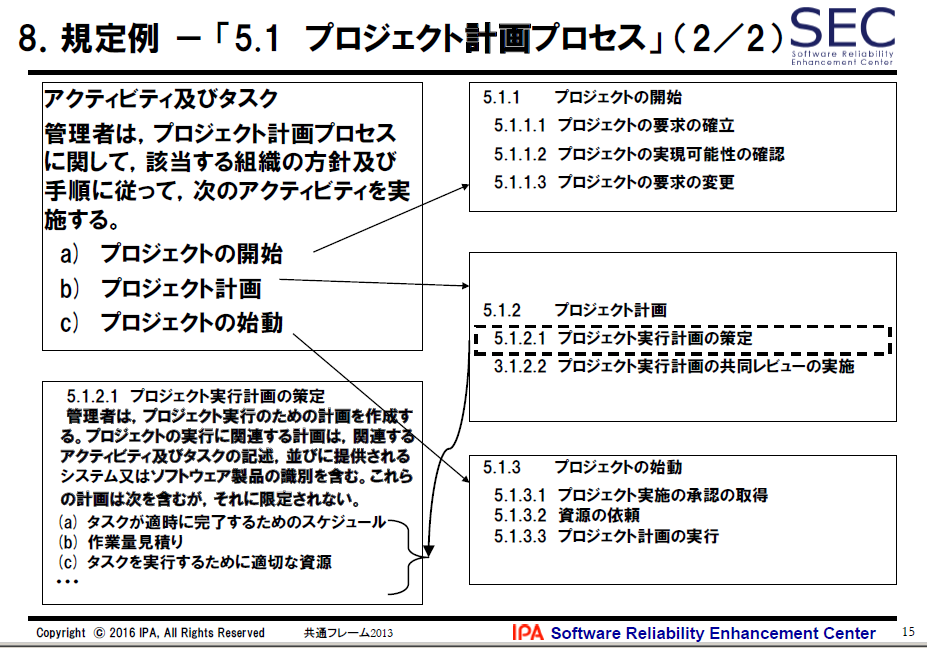 8. 規定例 － 「5.1 プロジェクト計画プロセス」（2／2）
SEC
Software Reliability
Enhancement Center
アクティビティ及びタスク
管理者は，プロジェクト計画プロセス
に関して，該当する組織の方針及び
手順に従って，次のアクティビティを実
施する。
a) プロジェクトの開始
b) プロジェクト計画
c) プロジェクトの始動
5.1.1 プロジェクトの開始
5.1.1.1 プロジェクトの要求の確立
5.1.1.2 プロジェクトの実現可能性の確認
5.1.1.3 プロジェクトの要求の変更
5.1.2 プロジェクト計画
5.1.2.1 プロジェクト実行計画の策定
3.1.2.2 プロジェクト実行計画の共同レビューの実施
5.1.2.1 プロジェクト実行計画の策定
管理者は，プロジェクト実行のための計画を作成す
る。プロジェクトの実行に関連する計画は，関連する
アクティビティ及びタスクの記述，並びに提供される
システム又はソフトウェア製品の識別を含む。これら
の計画は次を含むが，それに限定されない。
(a) タスクが適時に完了するためのスケジュール
(b) 作業量見積り
(c) タスクを実行するために適切な資源
・・・
5.1.3 プロジェクトの始動
5.1.3.1 プロジェクト実施の承認の取得
5.1.3.2 資源の依頼
5.1.3.3 プロジェクト計画の実行
Copyright © 2016 IPA, All Rights Reserved 共通フレーム2013 IPA Software Reliability Enhancement Center 15